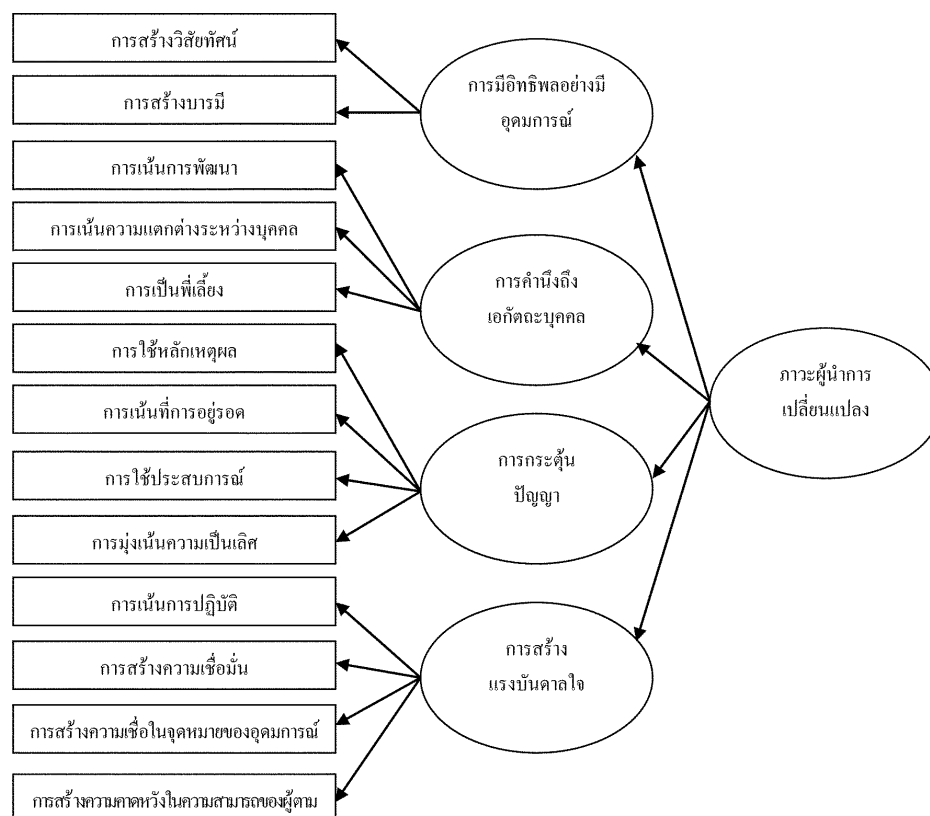 การสร้างวิสัยทัศน์
การสร้างบารมี
การเน้นการพัฒนา
การเน้นความแตกต่างระหว่างบุคคล
การเป็นพี่เลี้ยง
การใช้หลักเหตุผล
การเน้นที่การอยู่รอด
การใช้ประสบการณ์
การมุ่งเน้นความเป็นเลิศ
การเน้นการปฏิบัติ
การสร้างความเชื่อมั่น
การสร้างความเชื่อในจุดหมายของอุดมการณ์
การสร้างความคาดหวังในความสามารถของผู้ตาม
การมีอิทธิพลอย่างมี
อุดมการณ์
การคำนึงถึง
เอกัตถะบุคคล
การกระตุ้น
ปัญญา
การสร้าง
แรงบันดาลใจ
ภาวะผู้นำการ
เปลี่ยนแปลง